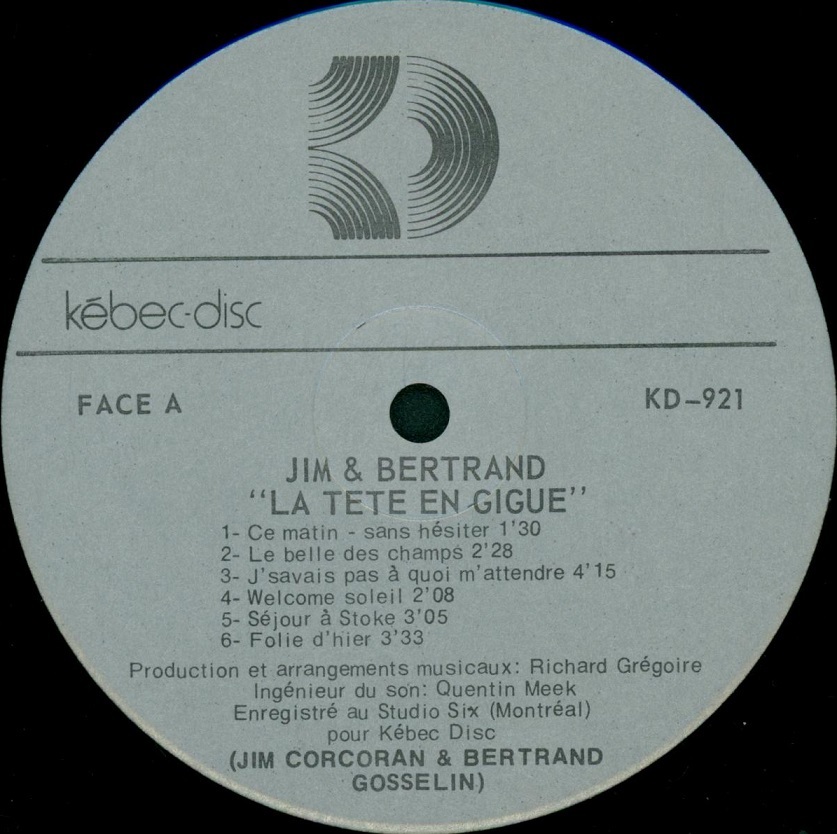 kébec-disc
FACE A
KD-921
JIM & BERTRAND
"LA TETE EN GIGUE"
1- Ce matin - sans hésiter 1'30
2- Le belle des champs 2'28
3- J'savais pas à quoi m'attendre 4'15
4- Welcome soleil 2'08
5- Séjour à Stoke 3'05
6- Folie d'hier 3'33
Production et arrangements musicaux: Richard Grégoire
Ingénieur du son: Quentin Meek
Enregistré au Studio Six (Montréal)
pour Kébec Disc
(JIM CORCORAN & BERTRAND
GOSSELIN)